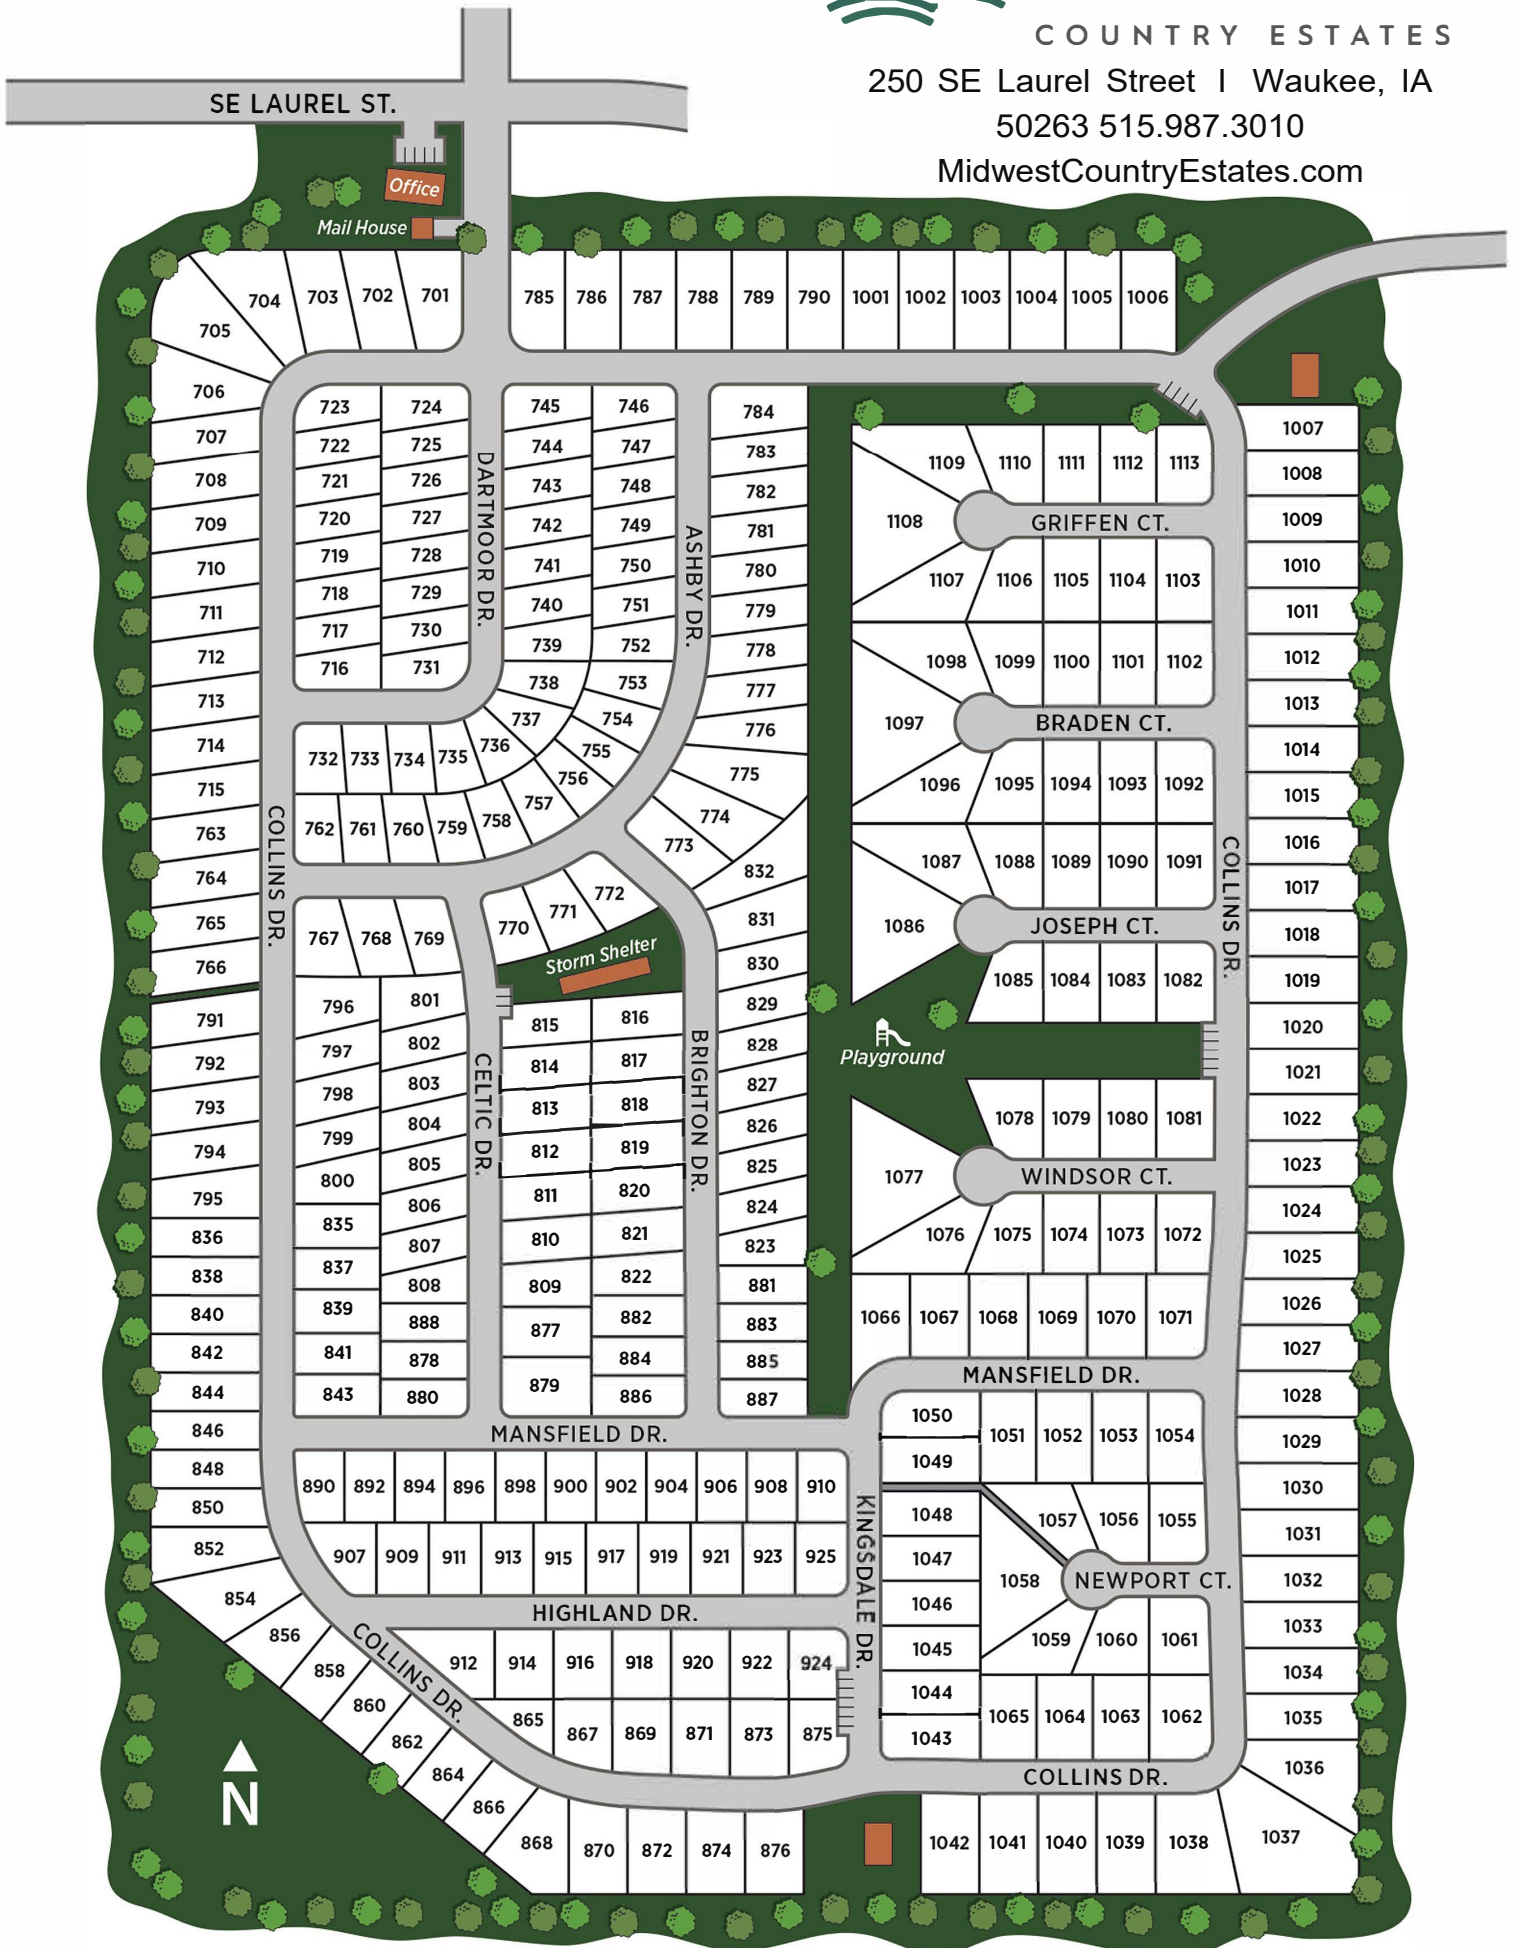 COUNTRY ESTATES
250 SE Laurel Street I Waukee, IA
50263 515.987.3010
MidwestCountryEstates.com
SE LAUREL ST.
Office
Mail House
705 704 703 702 701
785 786 787 788 789 790 1001 1002 1003 1004 1005 1006
706
707
708
709
710
711
712
713
714
715
763
764
765
766
791
792
793
794
795
836
838
840
842
844
846
848
850
852
854
856
858
860
862
864
866
868
870 872 874 876
COLLINS DR.
723 724
722 725
721 726
720 727
719 728
718 729
717 730
716 731
DARTMOOR DR.
745 746
744 747
743 748
742 749
741 750
740 751
739 752
738 753
737 754
736 755
732 733 734 735
756
757
762 761 760 759 758
ASHBY DR.
784
783
782
781
780
779
778
777
776
775
774
773
832
831
830
829
828
827
826
825
824
823
881
883
885
887
767 768 769
770 771 772
Storm Shelter
796 801
797 802
798 803
799 804
800 805
835 806
837 807
839 808
841 888
843 878
880
CELTIC DR.
815 816
814 817
813 818
812 819
811 820
810 821
809 822
877 882
879 884
886
BRIGHTON DR.
MANSFIELD DR.
890 892 894 896 898 900 902 904 906 908 910
907 909 911 913 915 917 919 921 923 925
HIGHLAND DR.
COLLINS DR.
912 914 916 918 920 922 924
865 867 869 871 873 875
KINGSDALE DR.
1109 1110 1111 1112 1113
1108
GRIFFEN CT.
1107 1106 1105 1104 1103
1098 1099 1100 1101 1102
1097
BRADEN CT.
1096 1095 1094 1093 1092
1087 1088 1089 1090 1091
1086
JOSEPH CT.
1085 1084 1083 1082
Playground
1078 1079 1080 1081
1077
WINDSOR CT.
1076 1075 1074 1073 1072
1066 1067 1068 1069 1070 1071
MANSFIELD DR.
1050
1049
1048
1047
1046
1045
1044
1043
1051 1052 1053 1054
1057 1056 1055
1058
NEWPORT CT.
1059 1060 1061
1065 1064 1063 1062
COLLINS DR.
COLLINS DR.
1007
1008
1009
1010
1011
1012
1013
1014
1015
1016
1017
1018
1019
1020
1021
1022
1023
1024
1025
1026
1027
1028
1029
1030
1031
1032
1033
1034
1035
1036
1037
1042 1041 1040 1039 1038
N